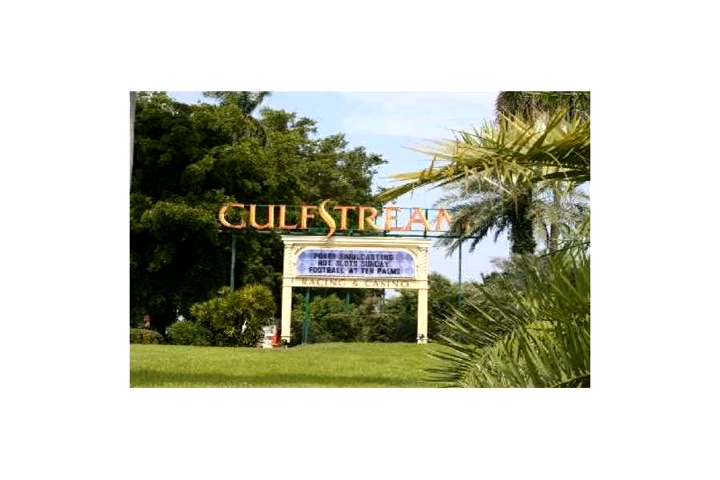 GULFSTREAM
POKER SIMULCASTING
HOT SLOTS SUNDAY
FOOTBALL AT TEN PALMS
RACING & CASINO